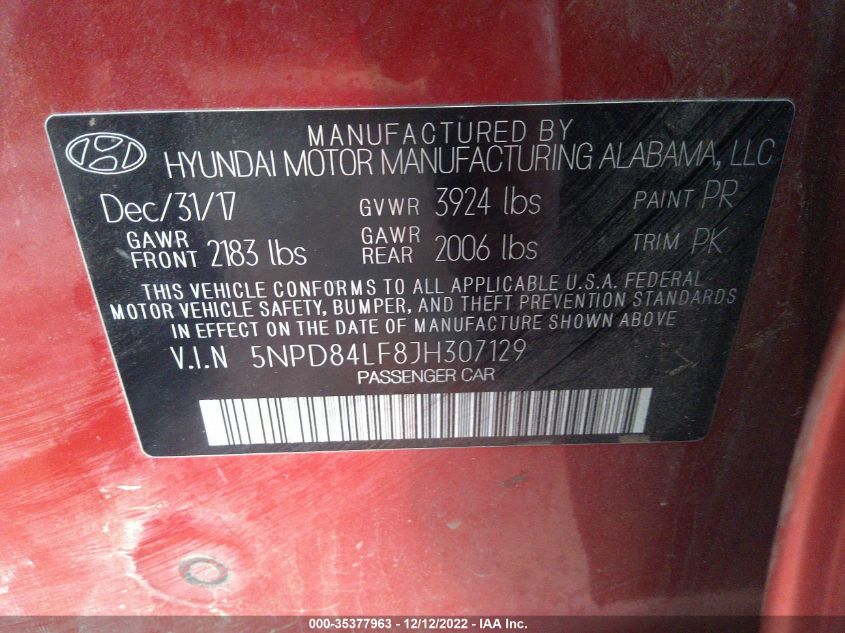 MANUFACTURED BY
HYUNDAI MOTOR MANUFACTURING ALABAMA, LLC
Dec/31/17 GVWR 3924 lbs PAINT PR
GAWR FRONT 2183 lbs GAWR REAR 2006 lbs TRIM PK
THIS VEHICLE CONFORMS TO ALL APPLICABLE U.S.A. FEDERAL
MOTOR VEHICLE SAFETY, BUMPER, AND THEFT PREVENTION STANDARDS
IN EFFECT ON THE DATE OF MANUFACTURE SHOWN ABOVE
V.I.N 5NPD84LF8JH307129
PASSENGER CAR
000-35377963 - 12/12/2022 - IAA Inc.